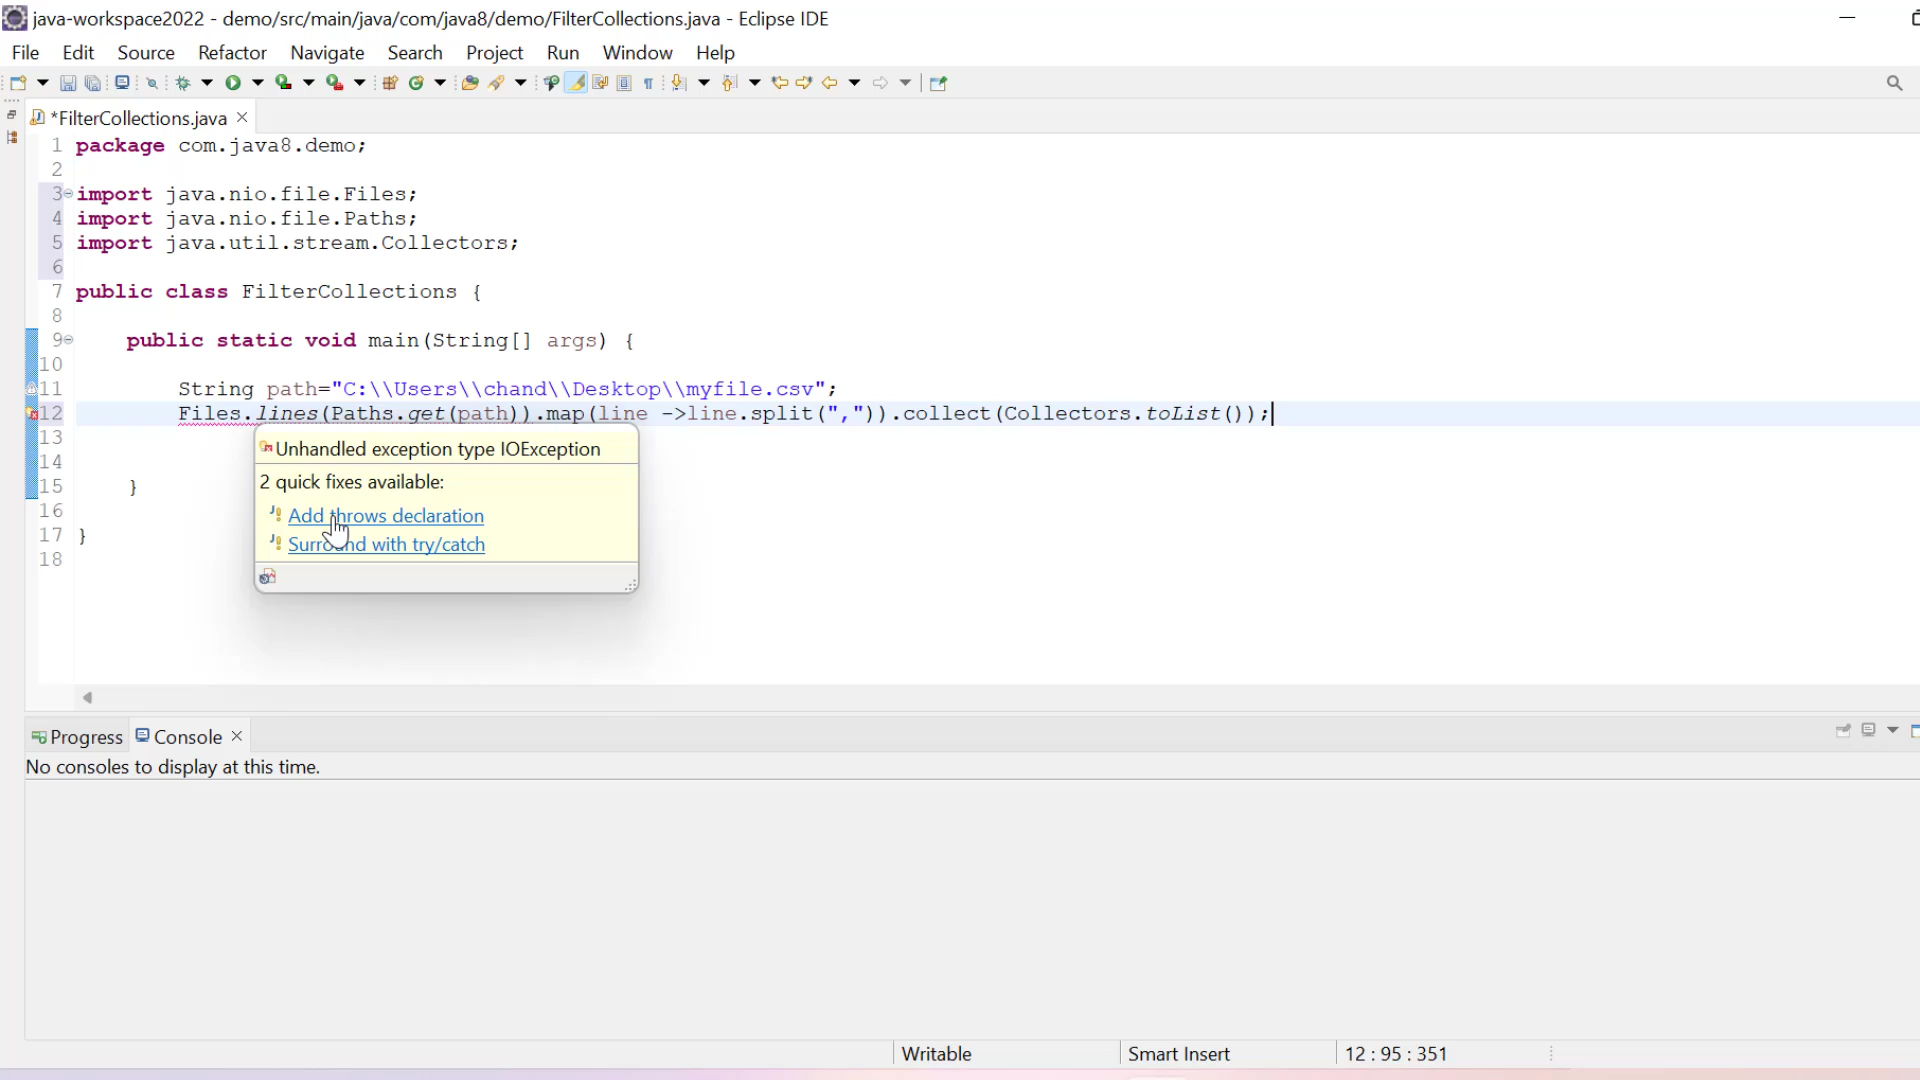 java-workspace2022 - demo/src/main/java/com/java8/demo/FilterCollections.java - Eclipse IDE
File Edit Source Refactor Navigate Search Project Run Window Help
*FilterCollections.java
1 package com.java8.demo;
2
3 import java.nio.file.Files;
4 import java.nio.file.Paths;
5 import java.util.stream.Collectors;
6
7 public class FilterCollections {
8
9 public static void main(String[] args) {
10
11 String path="C:\\Users\\chand\\Desktop\\myfile.csv";
12 Files.lines(Paths.get(path)).map(line ->line.split(",")).collect(Collectors.toList());
13
14
15 }
16
17 }
18
Unhandled exception type IOException
2 quick fixes available:
Add throws declaration
Surround with try/catch
Progress Console
No consoles to display at this time.
Writable Smart Insert 12 : 95 : 351